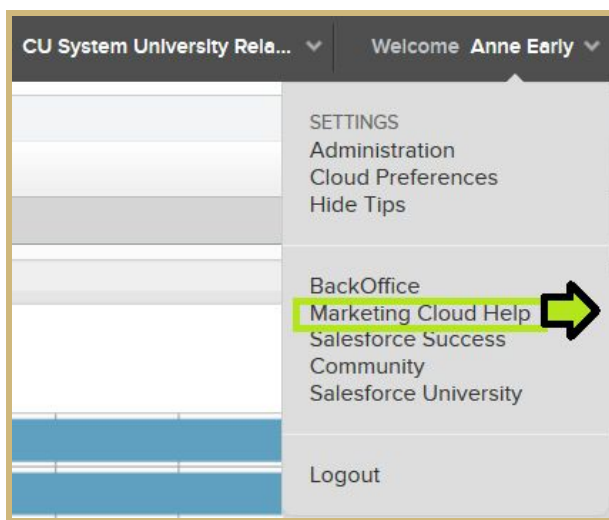 CU System University Rela... Welcome Anne Early
SETTINGS
Administration
Cloud Preferences
Hide Tips
BackOffice
Marketing Cloud Help
Salesforce Success
Community
Salesforce University
Logout